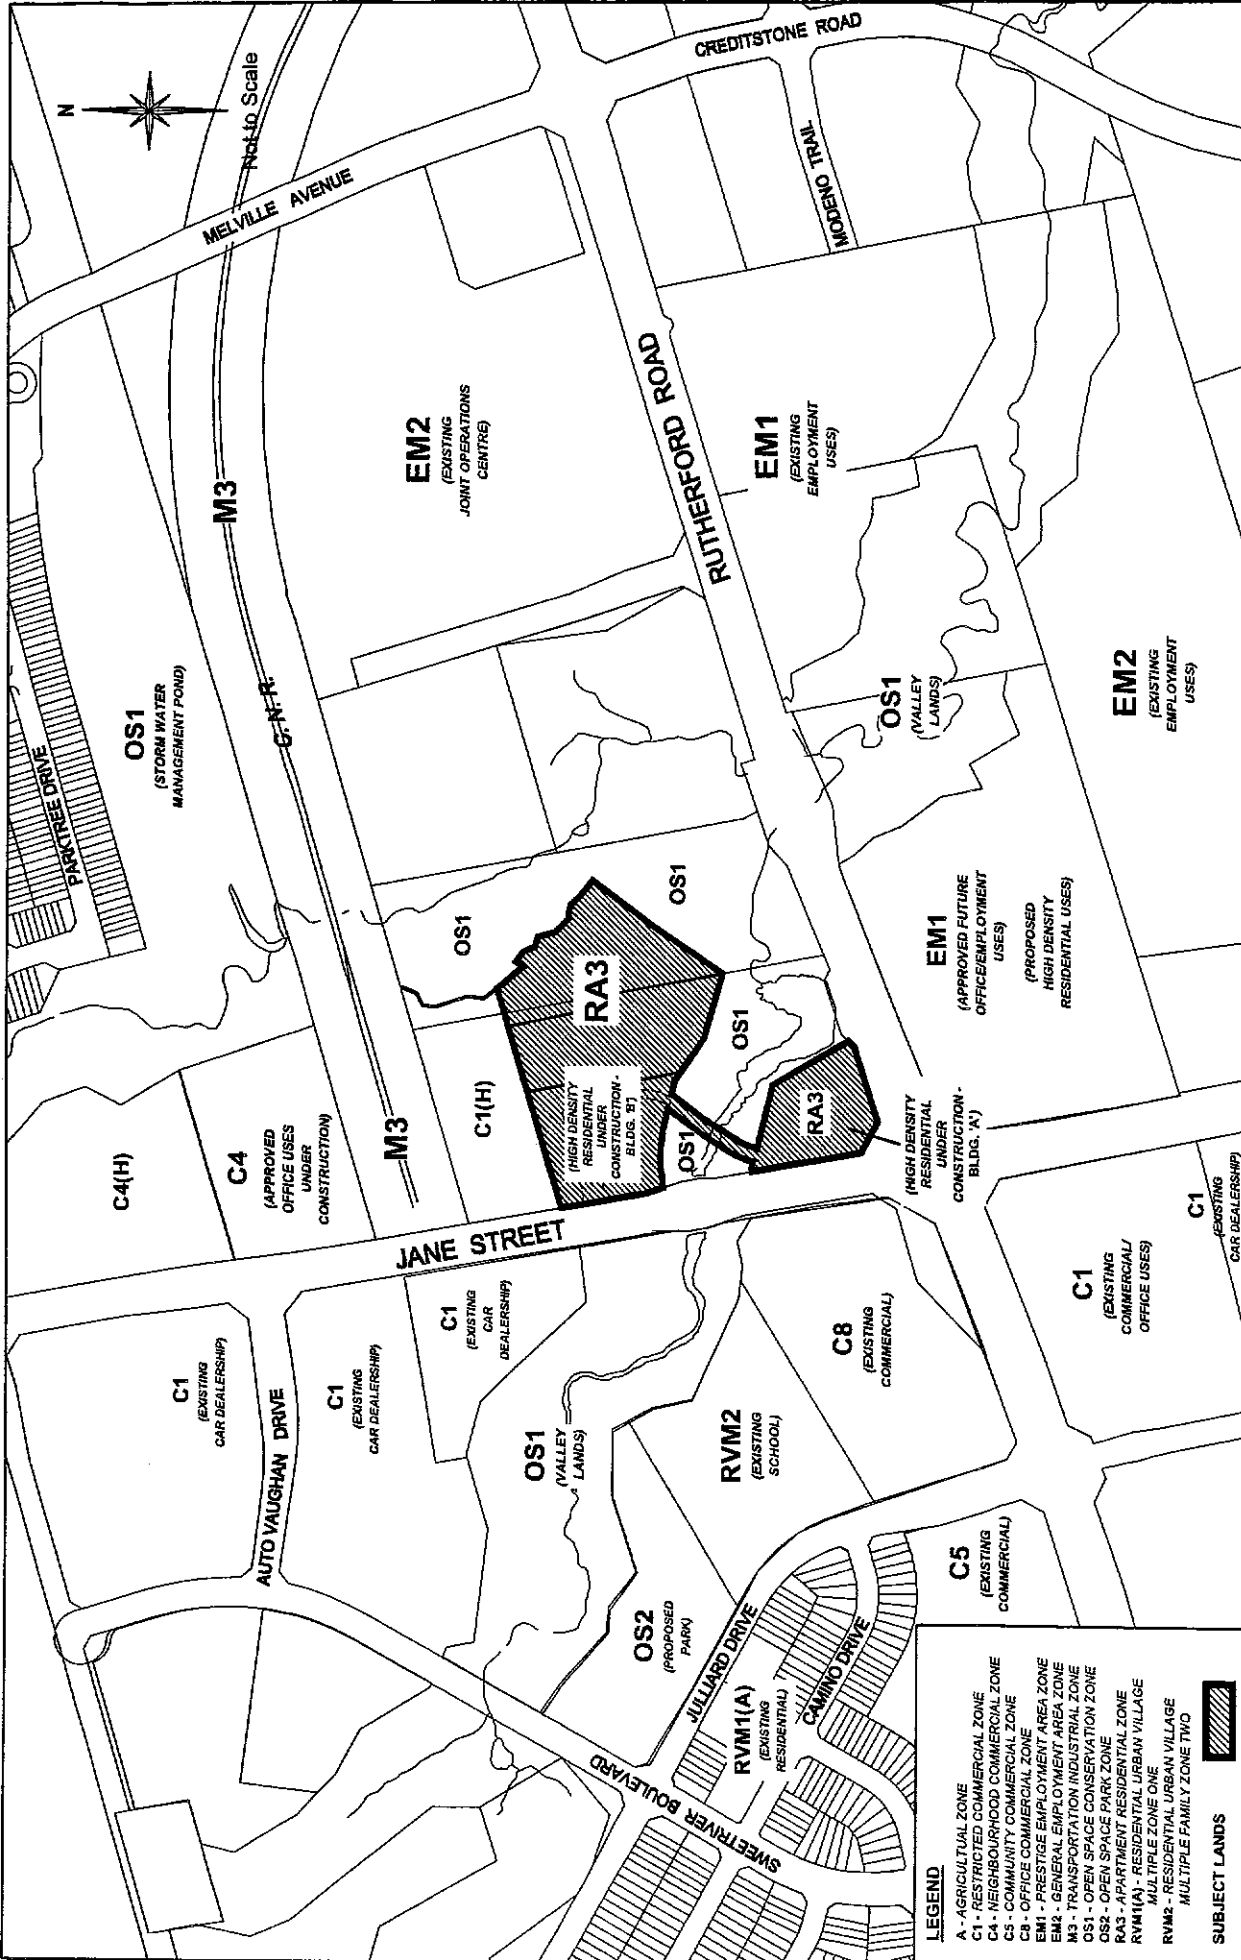 N
Not to Scale
MELVILLE AVENUE
CREDITSTONE ROAD
MODENO TRAIL
RUTHERFORD ROAD
PARKTREE DRIVE
OS1
(STORM WATER
MANAGEMENT POND)
M3
C. N. R.
EM2
(EXISTING
JOINT OPERATIONS
CENTRE)
EM1
(EXISTING
EMPLOYMENT
USES)
OS1
(VALLEY
LANDS)
EM2
(EXISTING
EMPLOYMENT
USES)
C4(H)
C4
(APPROVED
OFFICE USES
UNDER
CONSTRUCTION)
M3
C1(H)
OS1
RA3
(HIGH DENSITY
RESIDENTIAL
UNDER
CONSTRUCTION -
BLDG. 'B')
OS1
OS1
OS1
RA3
(HIGH DENSITY
RESIDENTIAL
UNDER
CONSTRUCTION -
BLDG. 'A')
EM1
(APPROVED FUTURE
OFFICE/EMPLOYMENT
USES)
(PROPOSED
HIGH DENSITY
RESIDENTIAL USES)
JANE STREET
C1
(EXISTING
CAR DEALERSHIP)
AUTO VAUGHAN DRIVE
C1
(EXISTING
CAR DEALERSHIP)
C1
(EXISTING
CAR
DEALERSHIP)
OS1
(VALLEY
LANDS)
C8
(EXISTING
COMMERCIAL)
RVM2
(EXISTING
SCHOOL)
C1
(EXISTING
COMMERCIAL/
OFFICE USES)
C1
(EXISTING
CAR DEALERSHIP)
OS2
(PROPOSED
PARK)
C5
(EXISTING
COMMERCIAL)
JULLIARD DRIVE
CAMINO DRIVE
RVM1(A)
(EXISTING
RESIDENTIAL)
SWEETRIVER BOULEVARD
LEGEND
A - AGRICULTUAL ZONE
C1 - RESTRICTED COMMERCIAL ZONE
C4 - NEIGHBOURHOOD COMMERCIAL ZONE
C5 - COMMUNITY COMMERCIAL ZONE
C8 - OFFICE COMMERCIAL ZONE
EM1 - PRESTIGE EMPLOYMENT AREA ZONE
EM2 - GENERAL EMPLOYMENT AREA ZONE
M3 - TRANSPORTATION INDUSTRIAL ZONE
OS1 - OPEN SPACE CONSERVATION ZONE
OS2 - OPEN SPACE PARK ZONE
RA3 - APARTMENT RESIDENTIAL ZONE
RVM1(A) - RESIDENTIAL URBAN VILLAGE
MULTIPLE ZONE ONE
RVM2 - RESIDENTIAL URBAN VILLAGE
MULTIPLE FAMILY ZONE TWO
SUBJECT LANDS